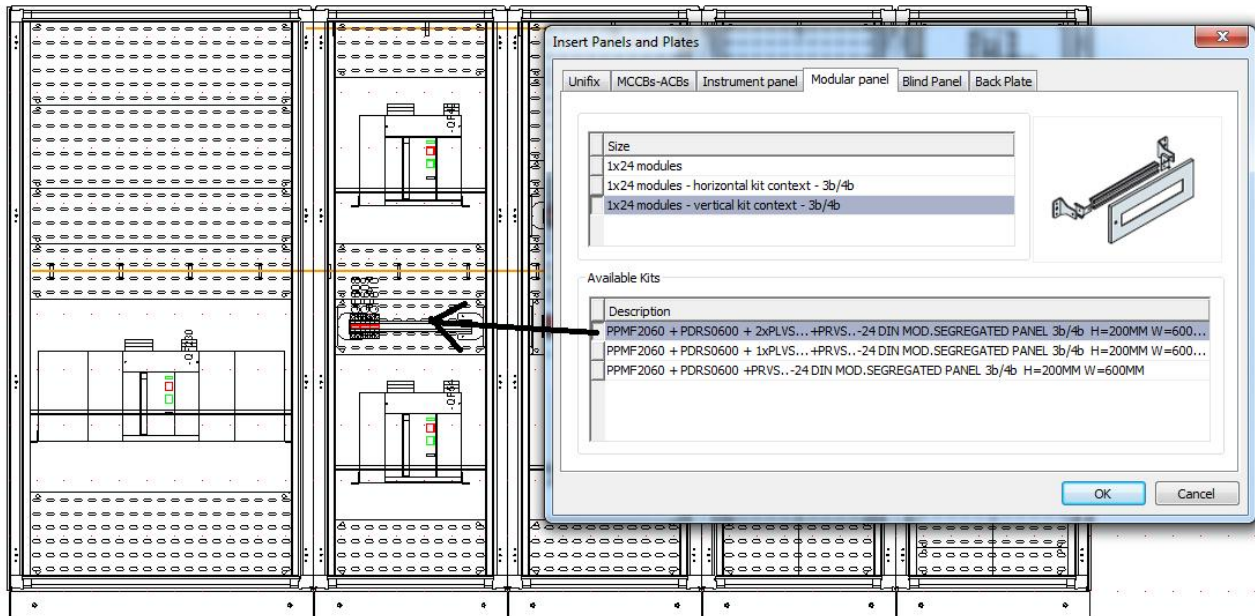 Insert Panels and Plates
Unifix
MCCBs-ACBs
Instrument panel
Modular panel
Blind Panel
Back Plate
Size
1x24 modules
1x24 modules - horizontal kit context - 3b/4b
1x24 modules - vertical kit context - 3b/4b
Available Kits
Description
PPMF2060 + PDRS0600 + 2xPLVS...+PRVS..-24 DIN MOD.SEGREGATED PANEL 3b/4b H=200MM W=600...
PPMF2060 + PDRS0600 + 1xPLVS...+PRVS..-24 DIN MOD.SEGREGATED PANEL 3b/4b H=200MM W=600...
PPMF2060 + PDRS0600 +PRVS..-24 DIN MOD.SEGREGATED PANEL 3b/4b H=200MM W=600MM
OK
Cancel